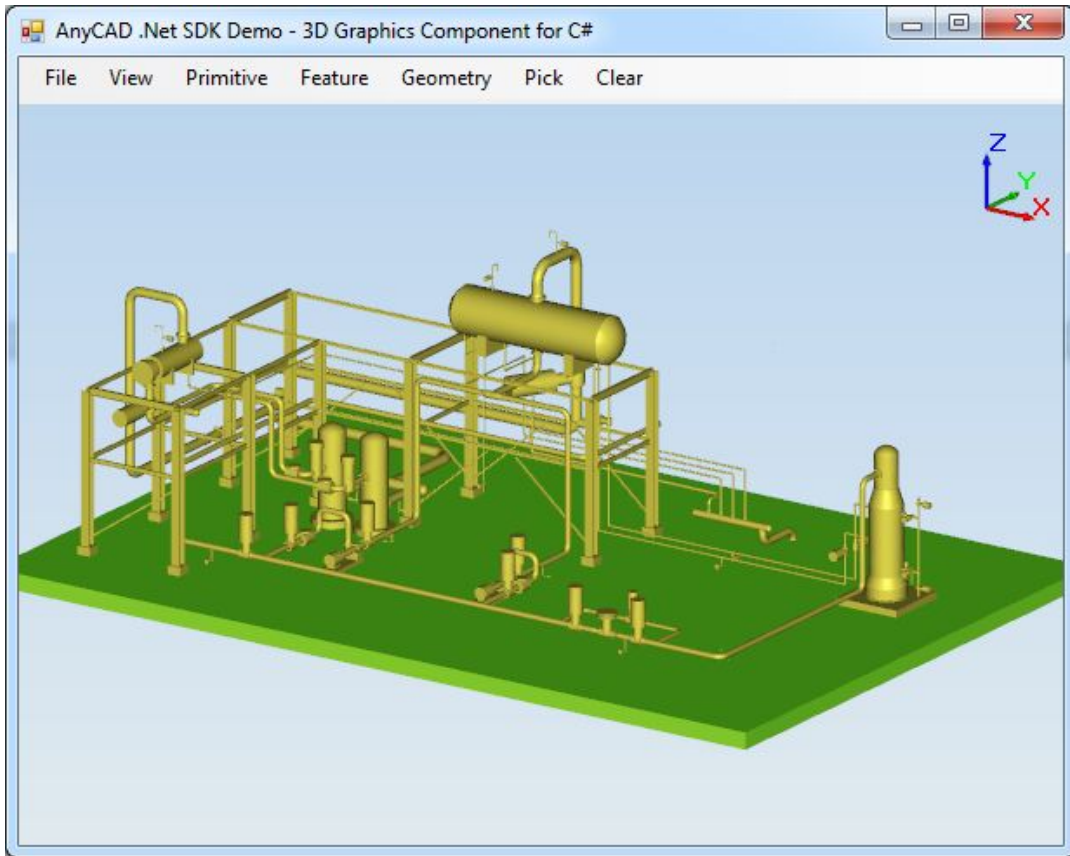 AnyCAD .Net SDK Demo - 3D Graphics Component for C#
File View Primitive Feature Geometry Pick Clear
Z
Y
X